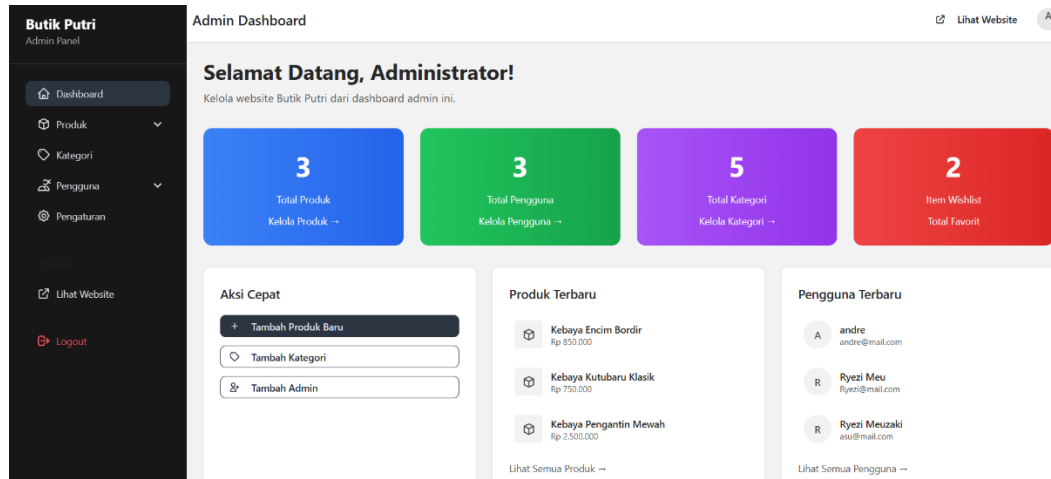 Butik Putri
Admin Panel
Dashboard
Produk
Kategori
Pengguna
Pengaturan
Lihat Website
Logout
Admin Dashboard
Lihat Website
A
Selamat Datang, Administrator!
Kelola website Butik Putri dari dashboard admin ini.
3
Total Produk
Kelola Produk →
3
Total Pengguna
Kelola Pengguna →
5
Total Kategori
Kelola Kategori →
2
Item Wishlist
Total Favorit
Aksi Cepat
+ Tambah Produk Baru
Tambah Kategori
Tambah Admin
Produk Terbaru
Kebaya Encim Bordir
Rp 850.000
Kebaya Kutubaru Klasik
Rp 750.000
Kebaya Pengantin Mewah
Rp 2.500.000
Lihat Semua Produk →
Pengguna Terbaru
A
andre
andre@mail.com
R
Ryezi Meu
Ryezi@mail.com
R
Ryezi Meuzaki
asu@mail.com
Lihat Semua Pengguna →